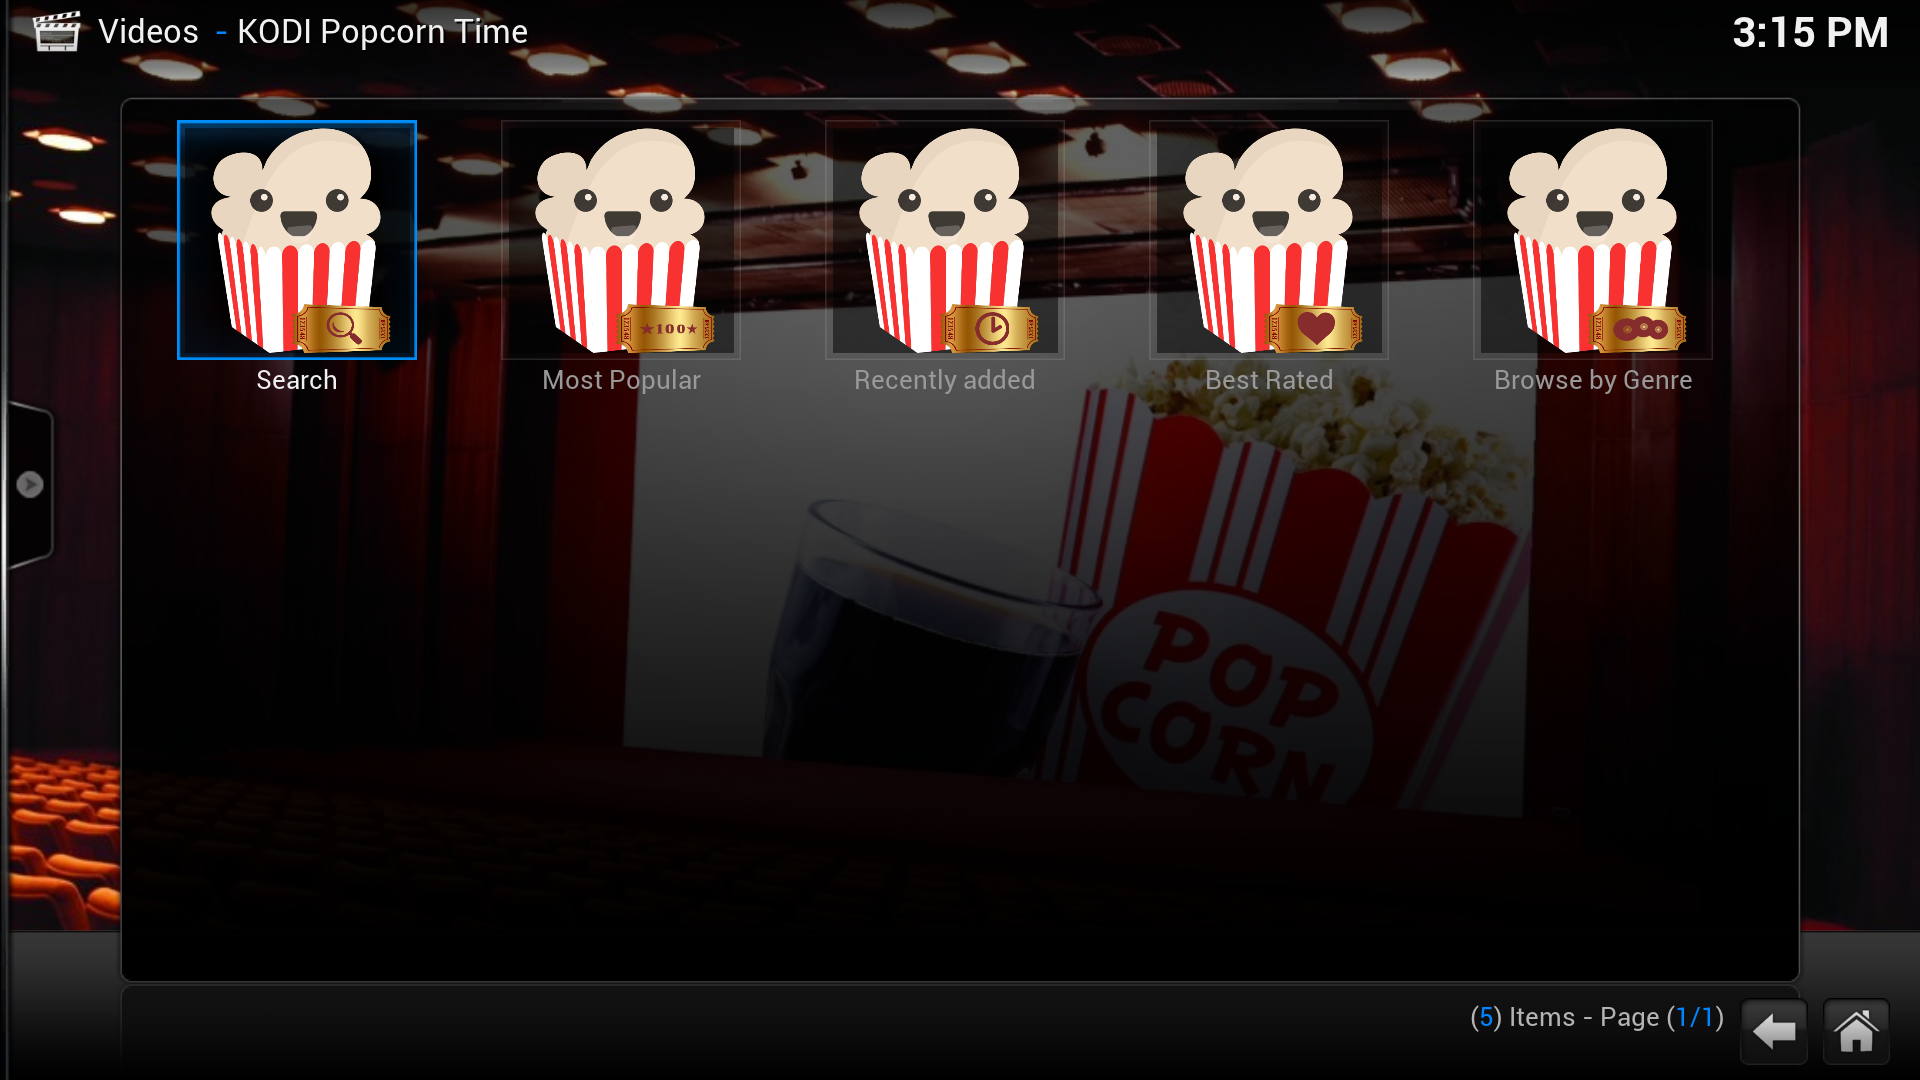 Videos - KODI Popcorn Time
3:15 PM
★100★
Search
Most Popular
Recently added
Best Rated
Browse by Genre
POP
CORN
(5) Items - Page (1/1)